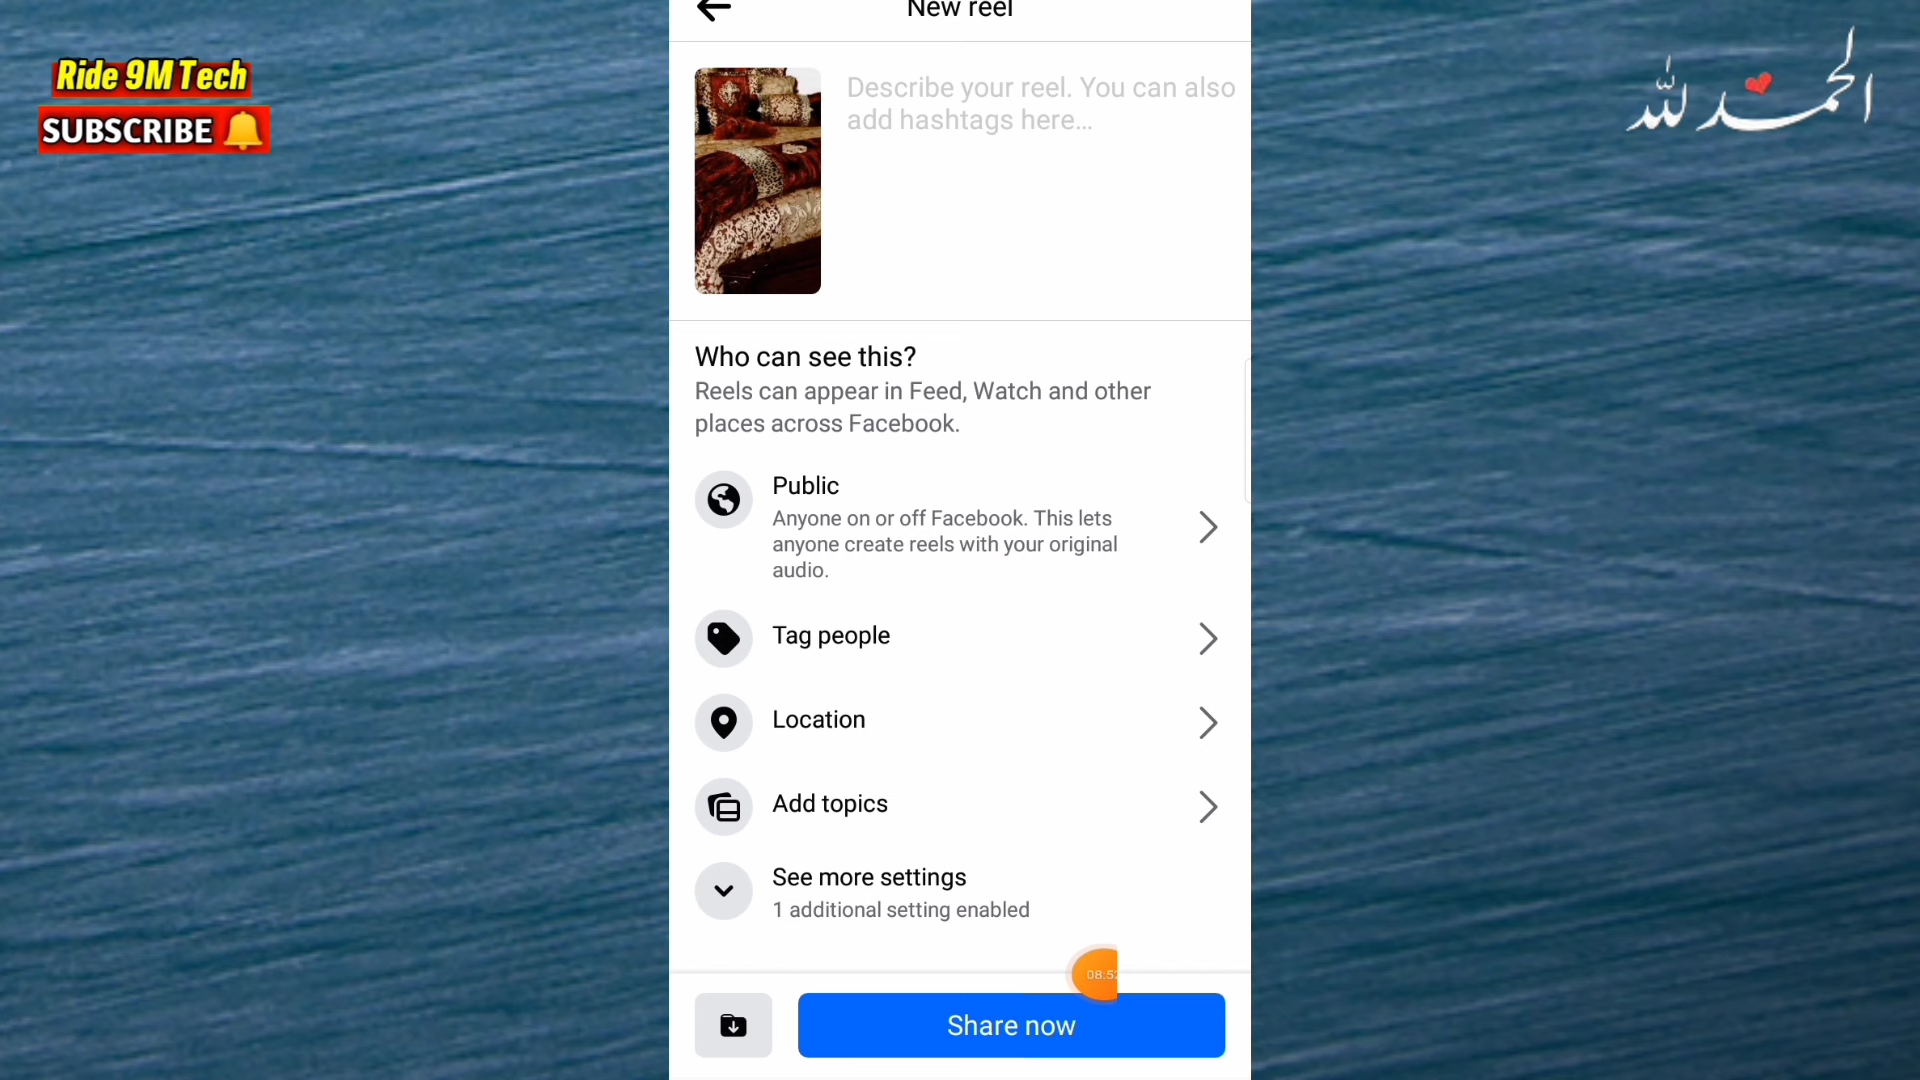 New reel
Ride 9M Tech
SUBSCRIBE
الحمد لله
Describe your reel. You can also
add hashtags here...
Who can see this?
Reels can appear in Feed, Watch and other
places across Facebook.
Public
Anyone on or off Facebook. This lets
anyone create reels with your original
audio.
Tag people
Location
Add topics
See more settings
1 additional setting enabled
08:52
Share now